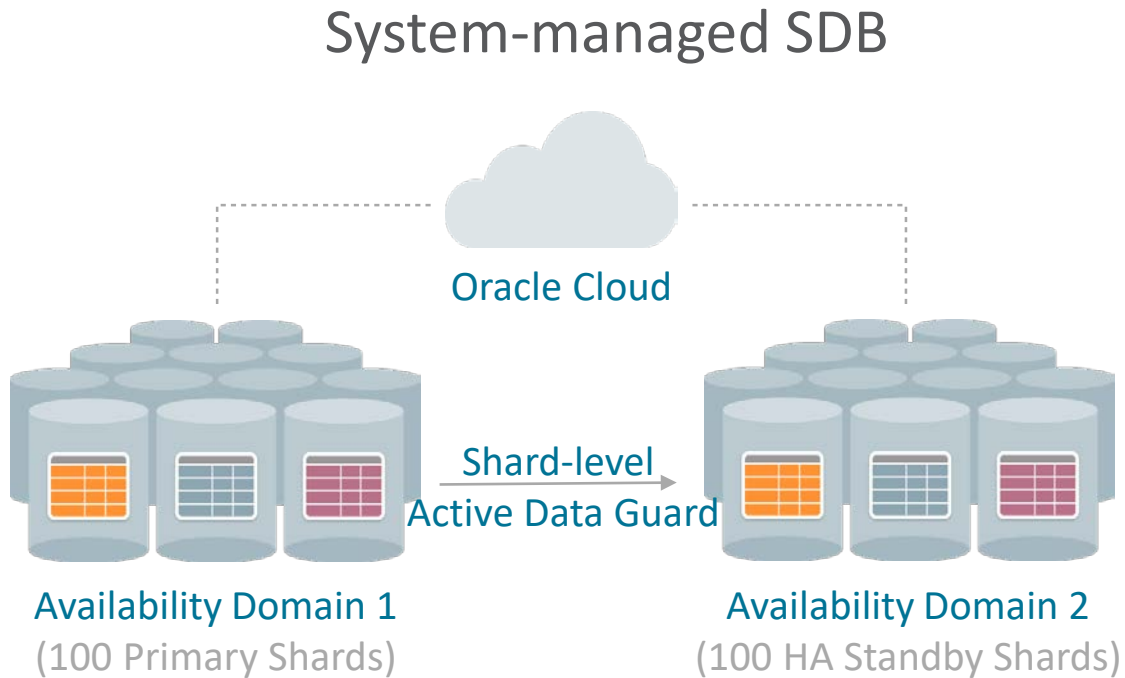 System-managed SDB
Oracle Cloud
Shard-level
Active Data Guard
Availability Domain 1
(100 Primary Shards)
Availability Domain 2
(100 HA Standby Shards)